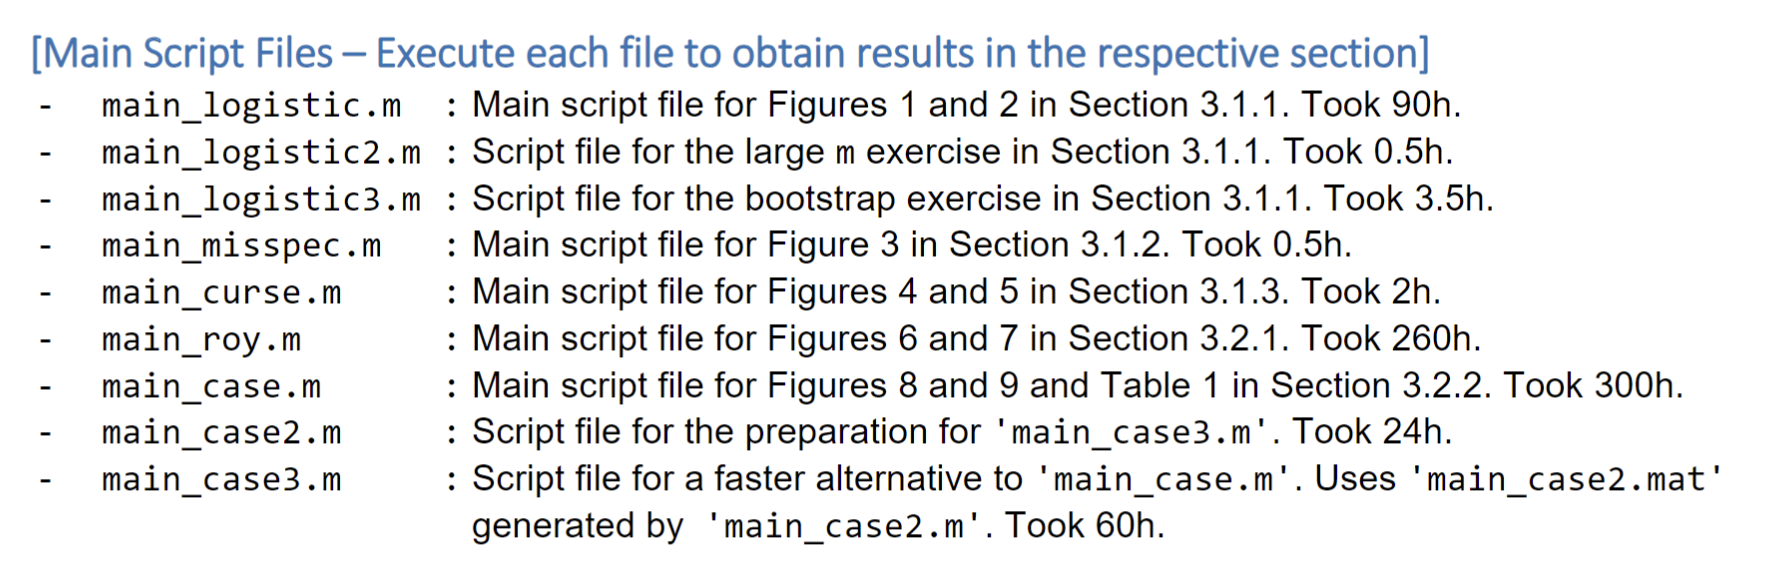 [Main Script Files – Execute each file to obtain results in the respective section]
- main_logistic.m : Main script file for Figures 1 and 2 in Section 3.1.1. Took 90h.
- main_logistic2.m : Script file for the large m exercise in Section 3.1.1. Took 0.5h.
- main_logistic3.m : Script file for the bootstrap exercise in Section 3.1.1. Took 3.5h.
- main_misspec.m : Main script file for Figure 3 in Section 3.1.2. Took 0.5h.
- main_curse.m : Main script file for Figures 4 and 5 in Section 3.1.3. Took 2h.
- main_roy.m : Main script file for Figures 6 and 7 in Section 3.2.1. Took 260h.
- main_case.m : Main script file for Figures 8 and 9 and Table 1 in Section 3.2.2. Took 300h.
- main_case2.m : Script file for the preparation for 'main_case3.m'. Took 24h.
- main_case3.m : Script file for a faster alternative to 'main_case.m'. Uses 'main_case2.mat'
generated by 'main_case2.m'. Took 60h.